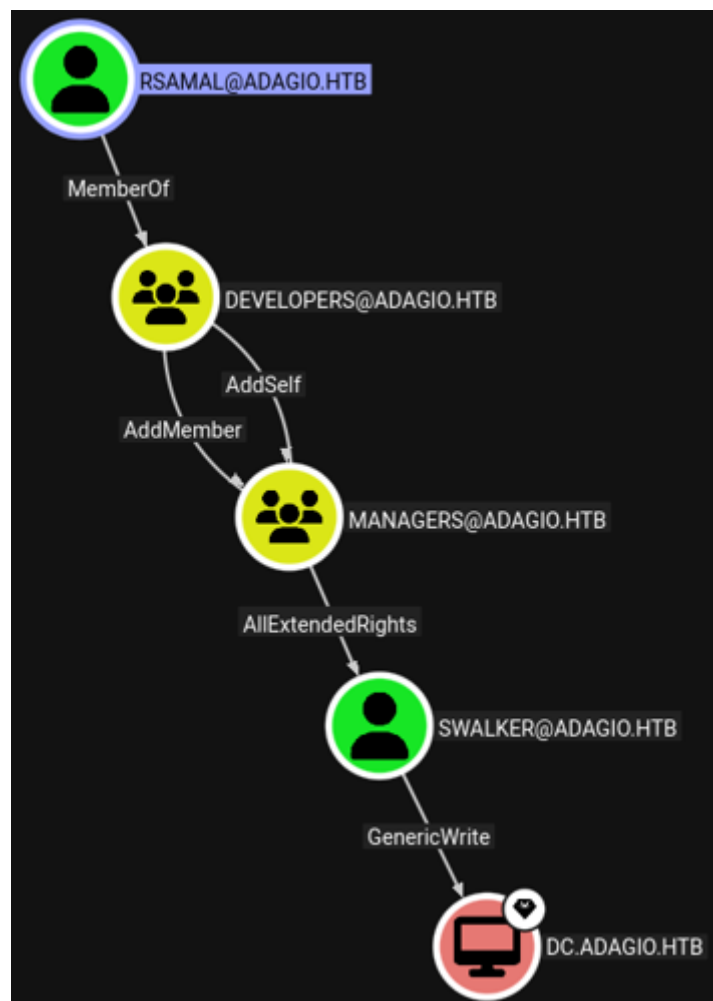 RSAMAL@ADAGIO.HTB
MemberOf
DEVELOPERS@ADAGIO.HTB
AddSelf
AddMember
MANAGERS@ADAGIO.HTB
AllExtendedRights
SWALKER@ADAGIO.HTB
GenericWrite
DC.ADAGIO.HTB